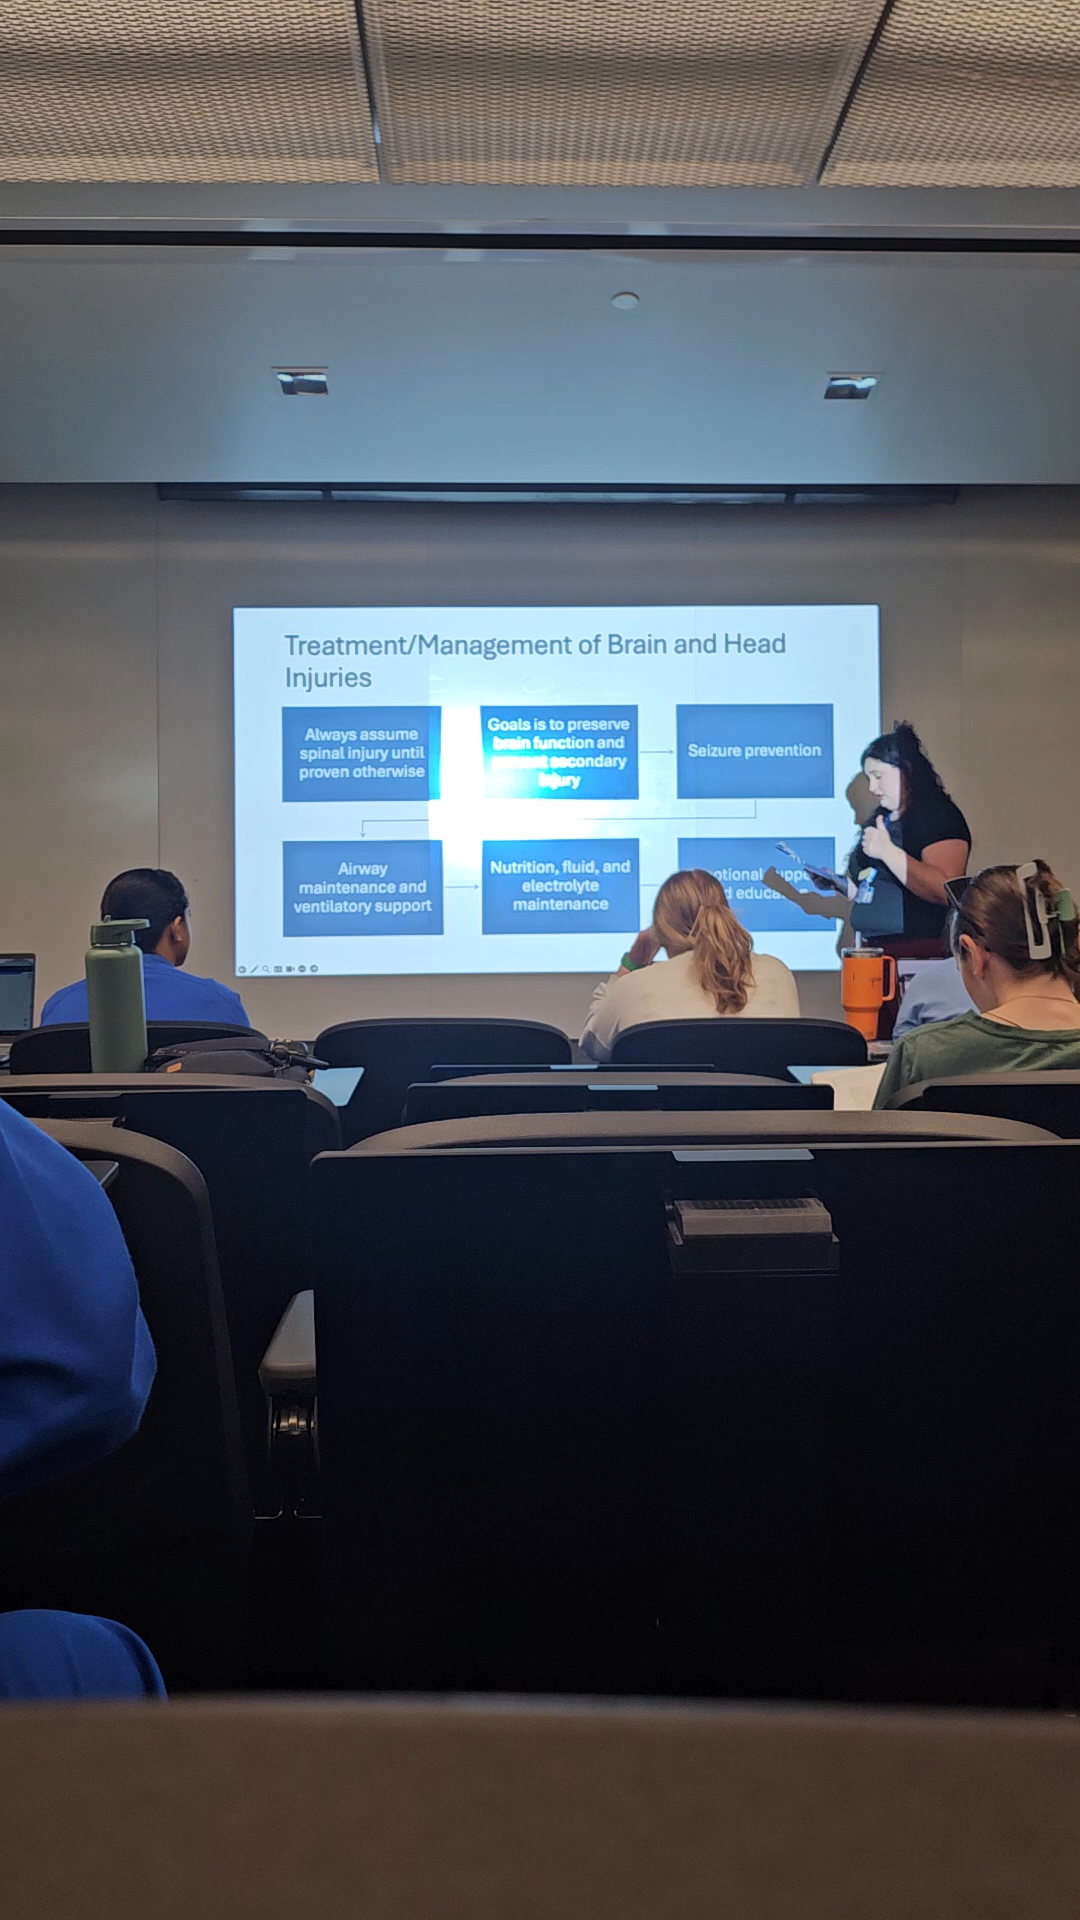 Treatment/Management of Brain and Head
Injuries
Always assume
spinal injury until
proven otherwise
Goals is to preserve
brain function and
secondary
injury
Seizure prevention
Airway
maintenance and
ventilatory support
Nutrition, fluid, and
electrolyte
maintenance